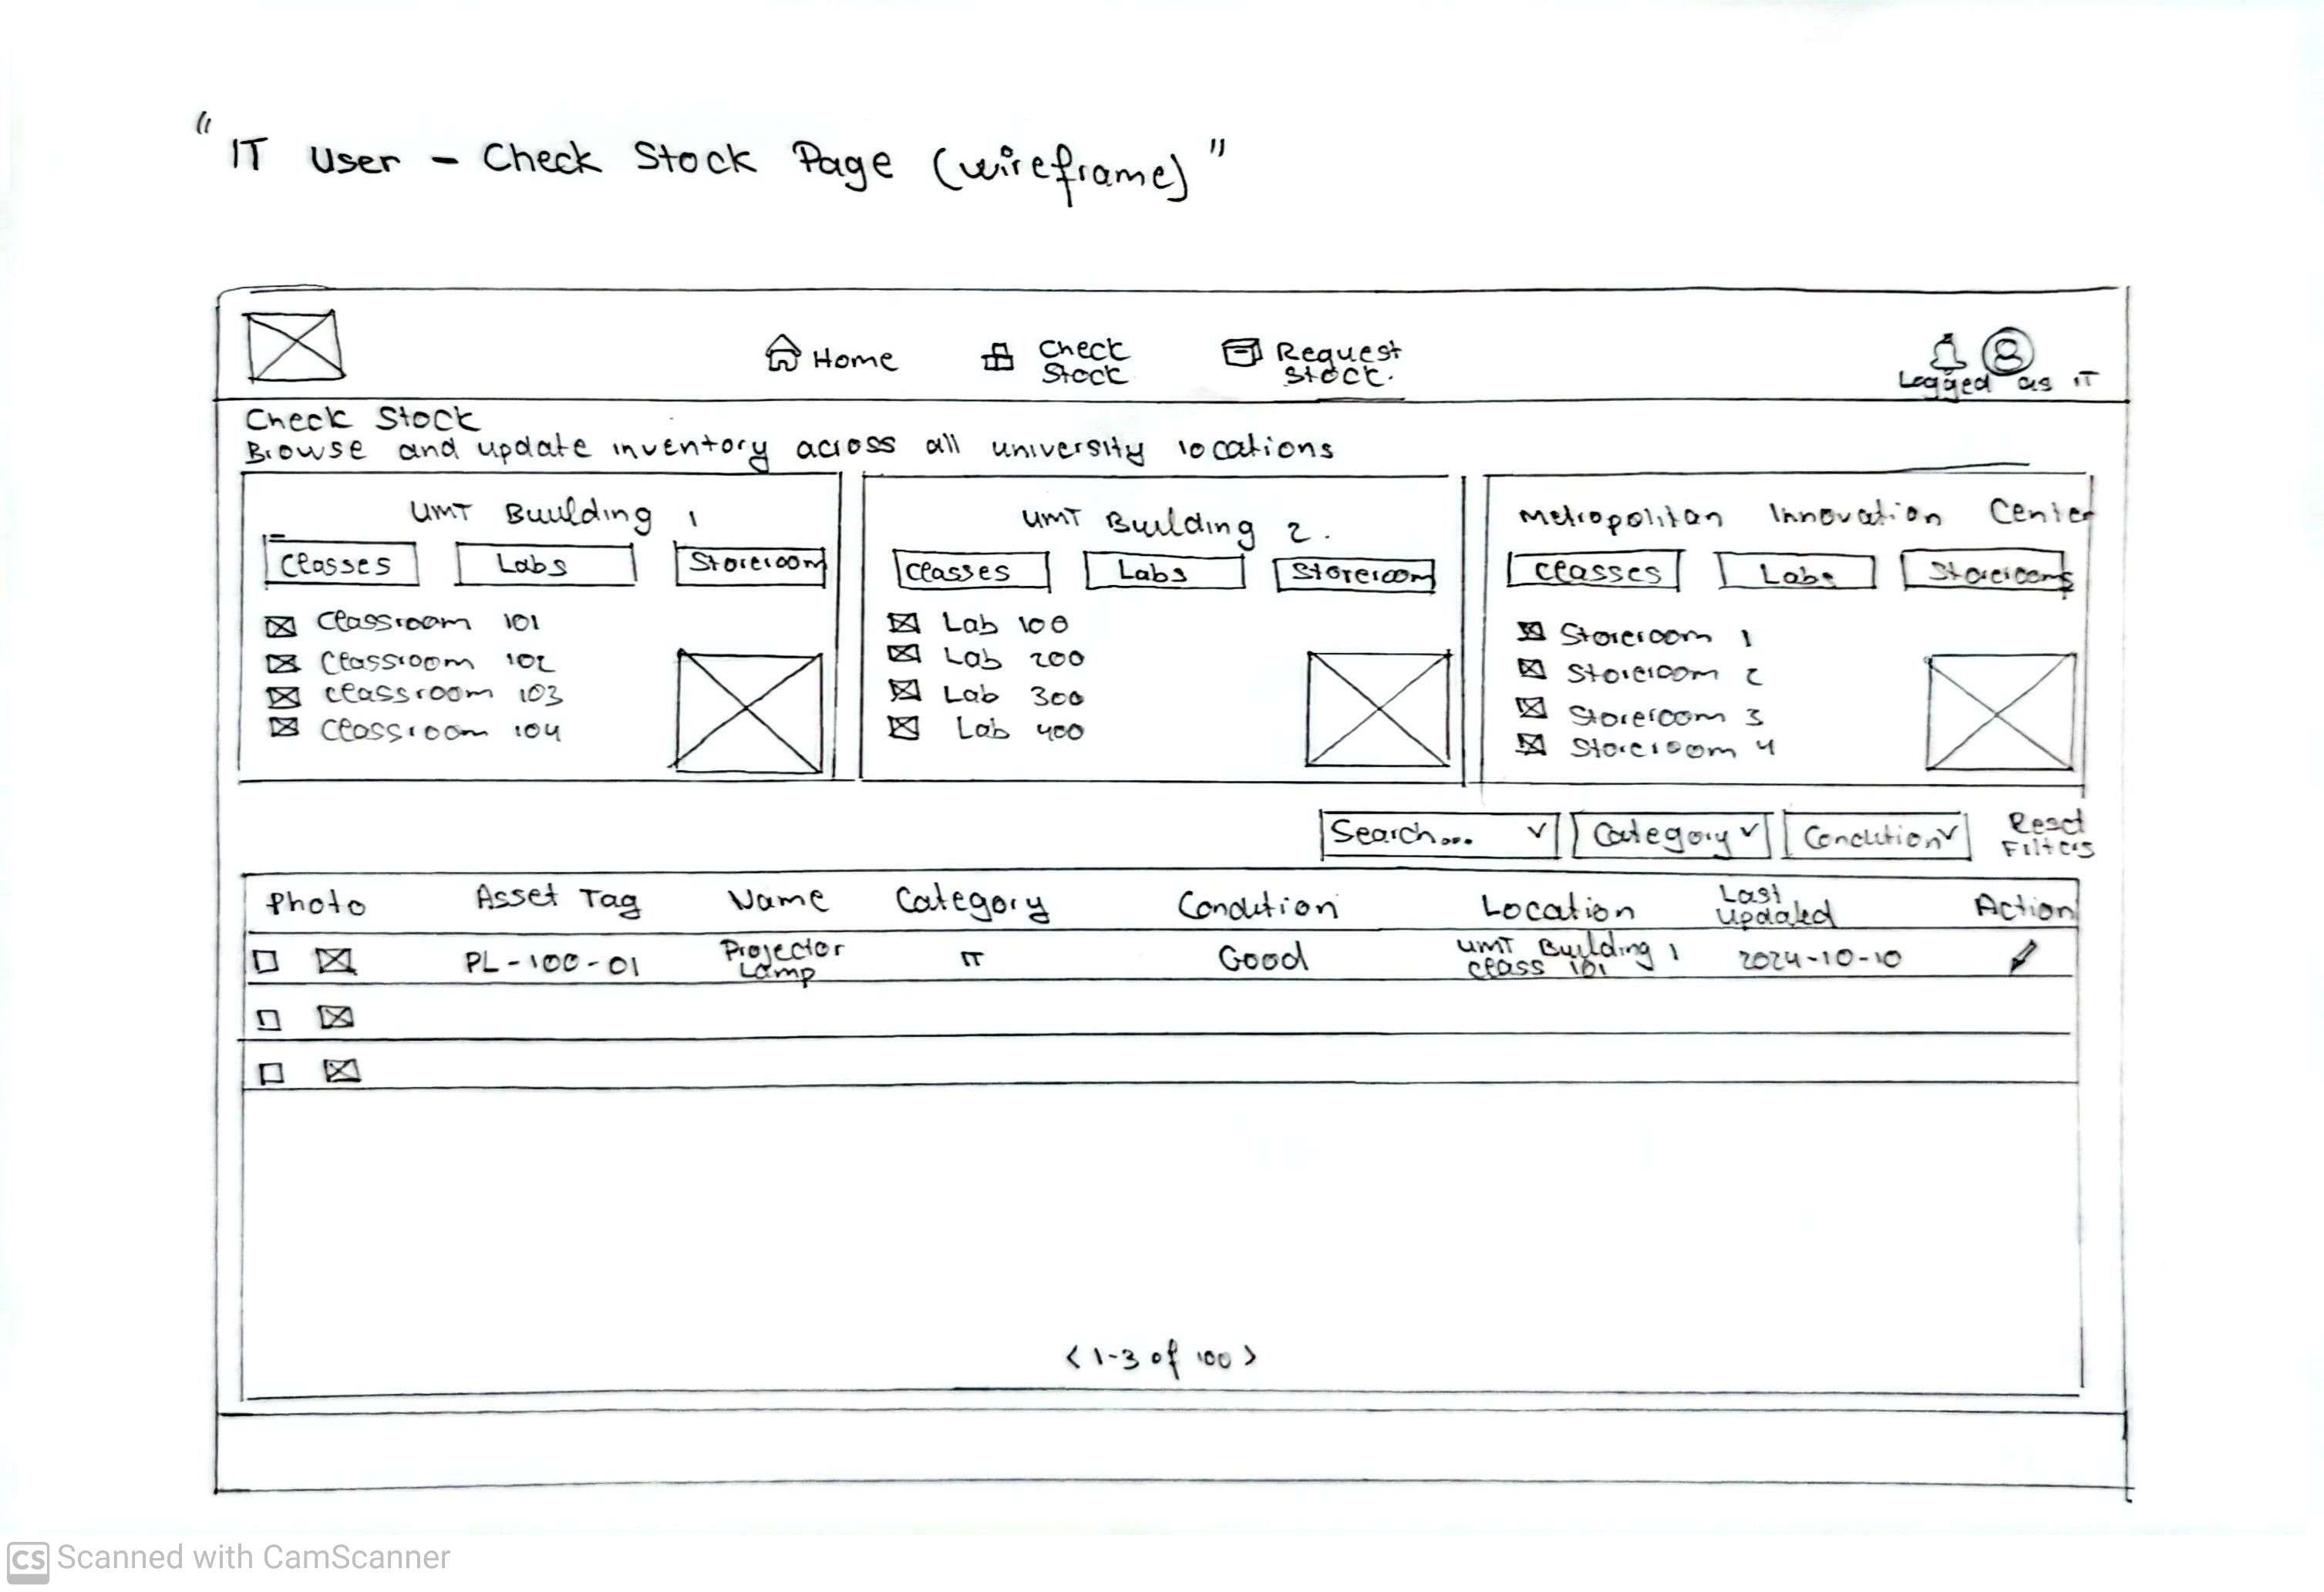 "IT User - Check Stock Page (wireframe)"
Home
Check Stock
Request Stock.
Logged as IT
Check Stock
Browse and update inventory across all university locations
UMT Buulding 1
Classes Labs Storeroom
Classroom 101
Classroom 102
Classroom 103
Classroom 104
UMT Building 2.
Classes Labs Storeroom
Lab 100
Lab 200
Lab 300
Lab 400
Metropolitan Innovation Center
Classes Labs Storerooms
Storeroom 1
Storeroom 2
Storeroom 3
Storeroom 4
Search... Category Condition Reset Filters
Photo Asset Tag Name Category Condition Location Last Updated Action
PL-100-01 Projector Lamp IT Good UMT Building 1 class 101 2024-10-10
< 1-3 of 100 >
CS Scanned with CamScanner